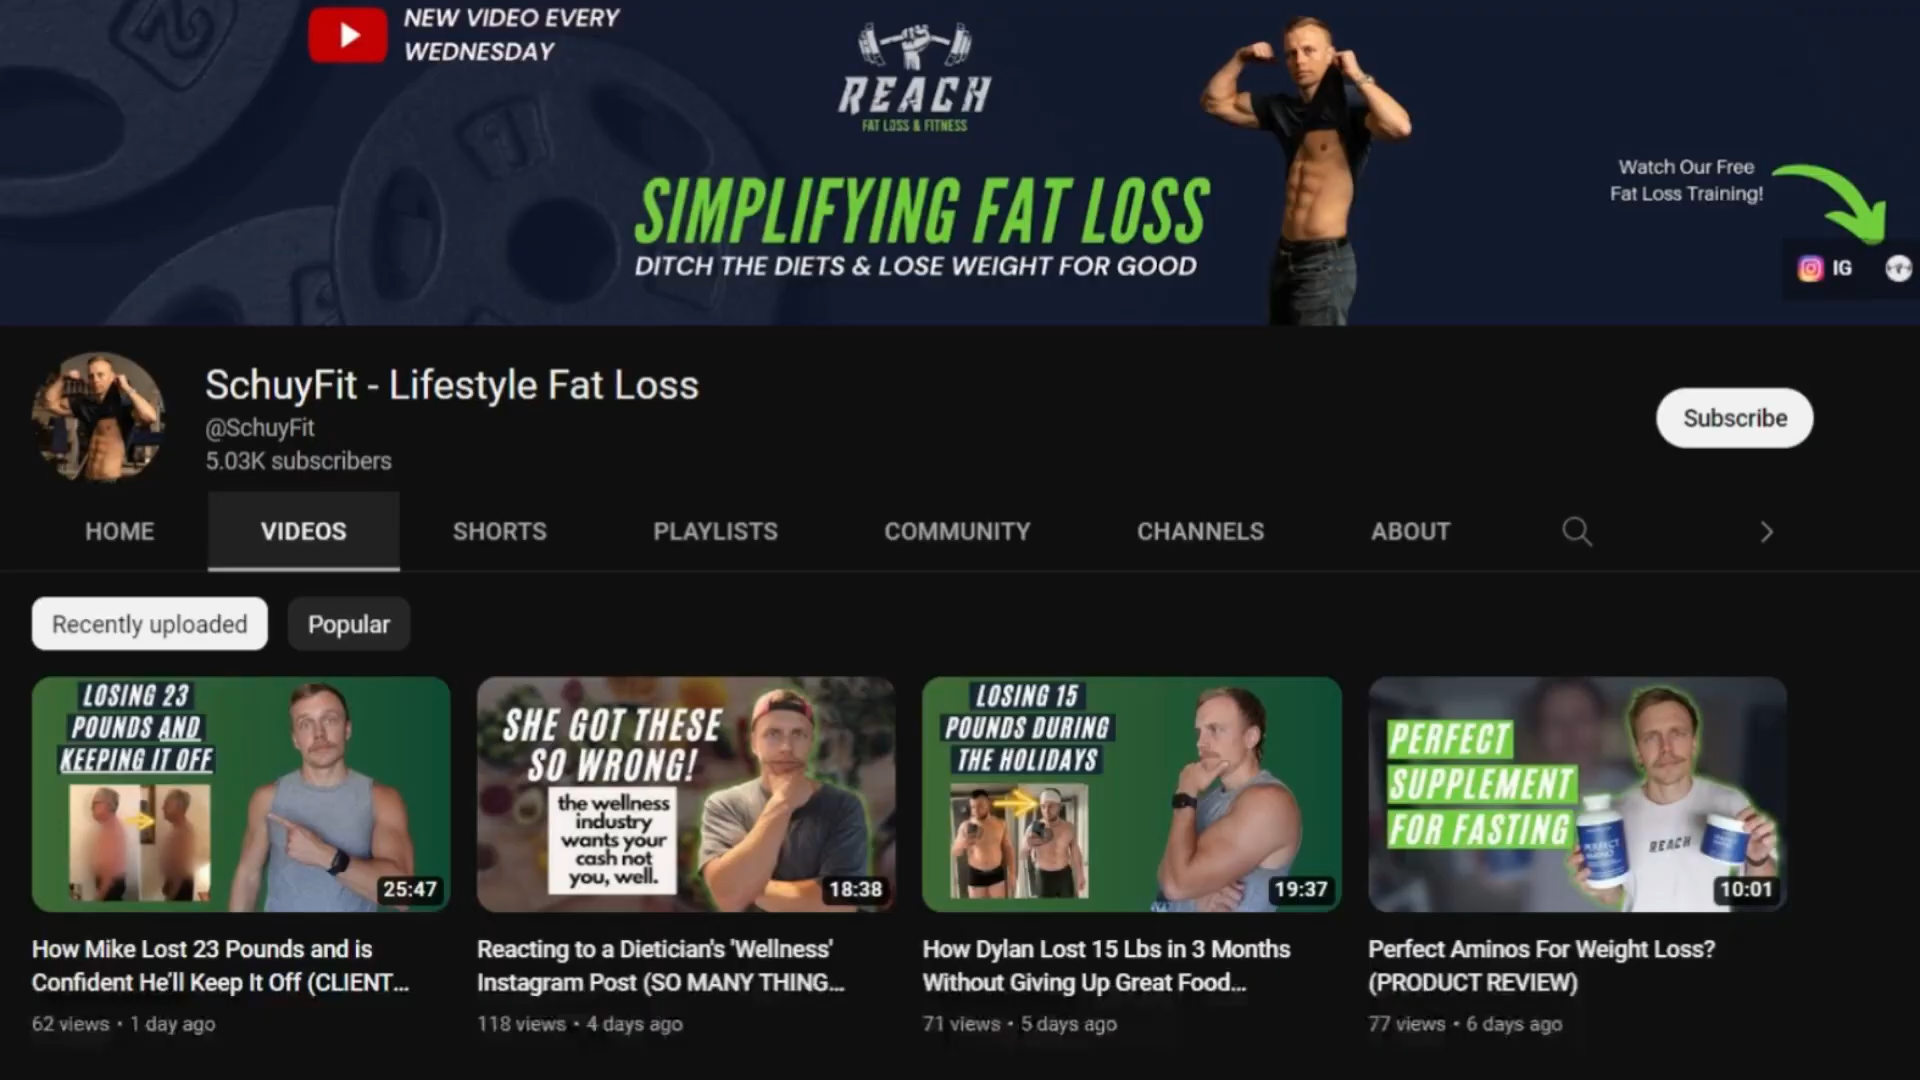 NEW VIDEO EVERY
WEDNESDAY
REACH
FAT LOSS & FITNESS
SIMPLIFYING FAT LOSS
DITCH THE DIETS & LOSE WEIGHT FOR GOOD
Watch Our Free
Fat Loss Training!
IG
SchuyFit - Lifestyle Fat Loss
@SchuyFit
5.03K subscribers
Subscribe
HOME VIDEOS SHORTS PLAYLISTS COMMUNITY CHANNELS ABOUT
Recently uploaded Popular
LOSING 23
POUNDS AND
KEEPING IT OFF
25:47
How Mike Lost 23 Pounds and is
Confident He'll Keep It Off (CLIENT...
62 views • 1 day ago
SHE GOT THESE
SO WRONG!
the wellness
industry
wants your
cash not
you, well.
18:38
Reacting to a Dietician's 'Wellness'
Instagram Post (SO MANY THING...
118 views • 4 days ago
LOSING 15
POUNDS DURING
THE HOLIDAYS
19:37
How Dylan Lost 15 Lbs in 3 Months
Without Giving Up Great Food...
71 views • 5 days ago
PERFECT
SUPPLEMENT
FOR FASTING
PERFECT
AMINO
REACH
10:01
Perfect Aminos For Weight Loss?
(PRODUCT REVIEW)
77 views • 6 days ago